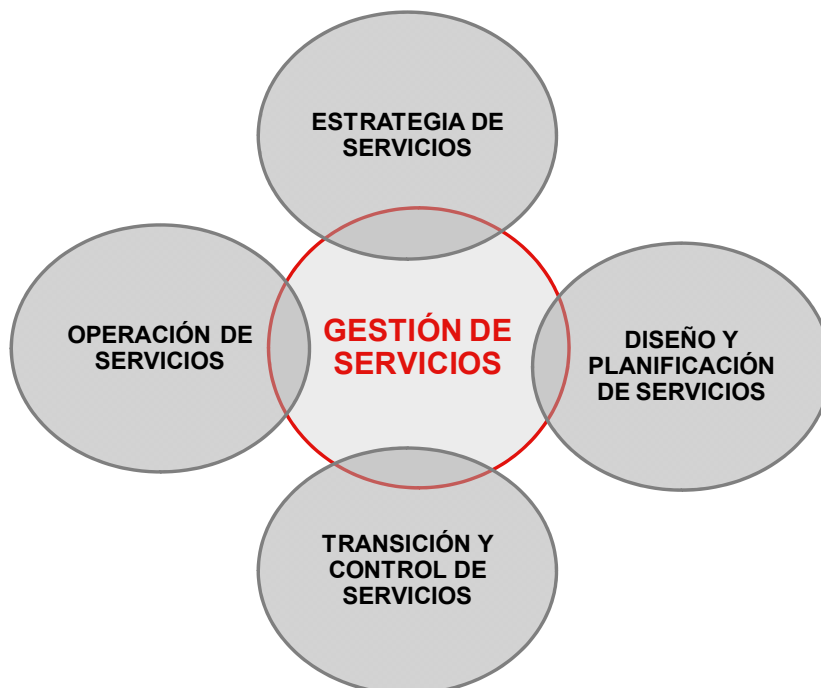 ESTRATEGIA DE
SERVICIOS
OPERACIÓN DE
SERVICIOS
GESTIÓN DE
SERVICIOS
DISEÑO Y
PLANIFICACIÓN
DE SERVICIOS
TRANSICIÓN Y
CONTROL DE
SERVICIOS